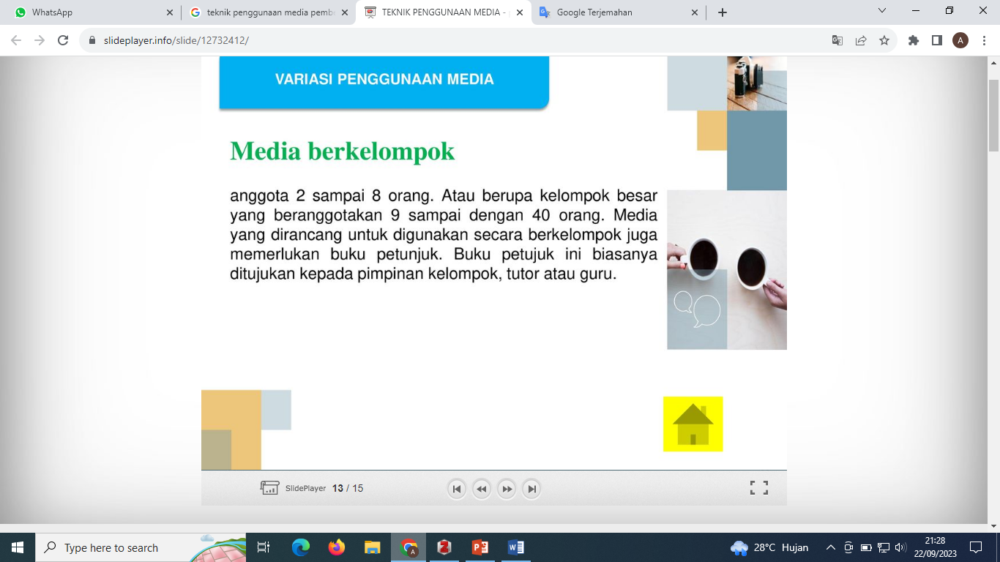 WhatsApp
teknik penggunaan media pembe
TEKNIK PENGGUNAAN MEDIA -
Google Terjemahan
slideplayer.info/slide/12732412/
A
VARIASI PENGGUNAAN MEDIA
Media berkelompok
anggota 2 sampai 8 orang. Atau berupa kelompok besar
yang beranggotakan 9 sampai dengan 40 orang. Media
yang dirancang untuk digunakan secara berkelompok juga
memerlukan buku petunjuk. Buku petujuk ini biasanya
ditujukan kepada pimpinan kelompok, tutor atau guru.
SlidePlayer 13 / 15
Type here to search
28°C Hujan
21:28
22/09/2023